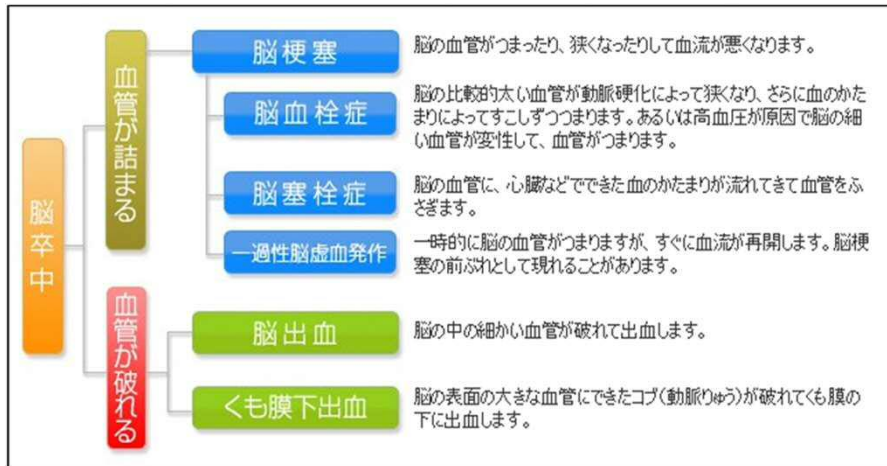 脳卒中
血管が詰まる
脳梗塞
脳の血管がつまったり、狭くなったりして血流が悪くなります。
脳血栓症
脳の比較的太い血管が動脈硬化によって狭くなり、さらに血のかた
まりによってすこしずつつまります。あるいは高血圧が原因で脳の細
い血管が変性して、血管がつまります。
脳塞栓症
脳の血管に、心臓などでできた血のかたまりが流れてきて血管をふ
さぎます。
一過性脳虚血発作
一時的に脳の血管がつまりますが、すぐに血流が再開します。脳梗
塞の前ぶれとして現れることがあります。
血管が破れる
脳出血
脳の中の細かい血管が破れて出血します。
くも膜下出血
脳の表面の大きな血管にできたコブ(動脈りゅう)が破れてくも膜の
下に出血します。